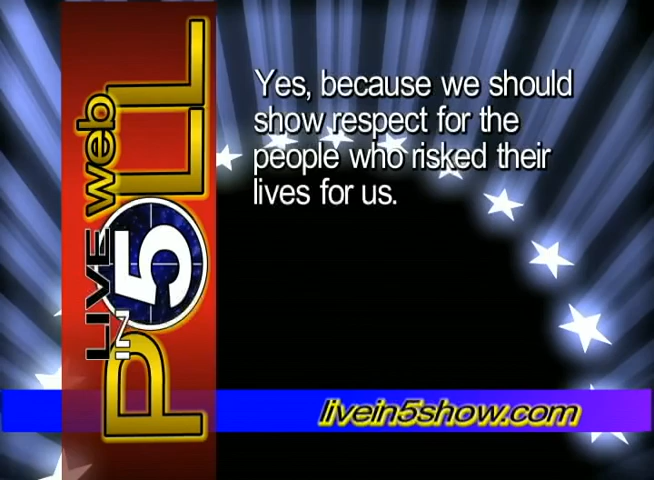 web
POLL
LIVE
IN
5
Yes, because we should
show respect for the
people who risked their
lives for us.
livein5show.com